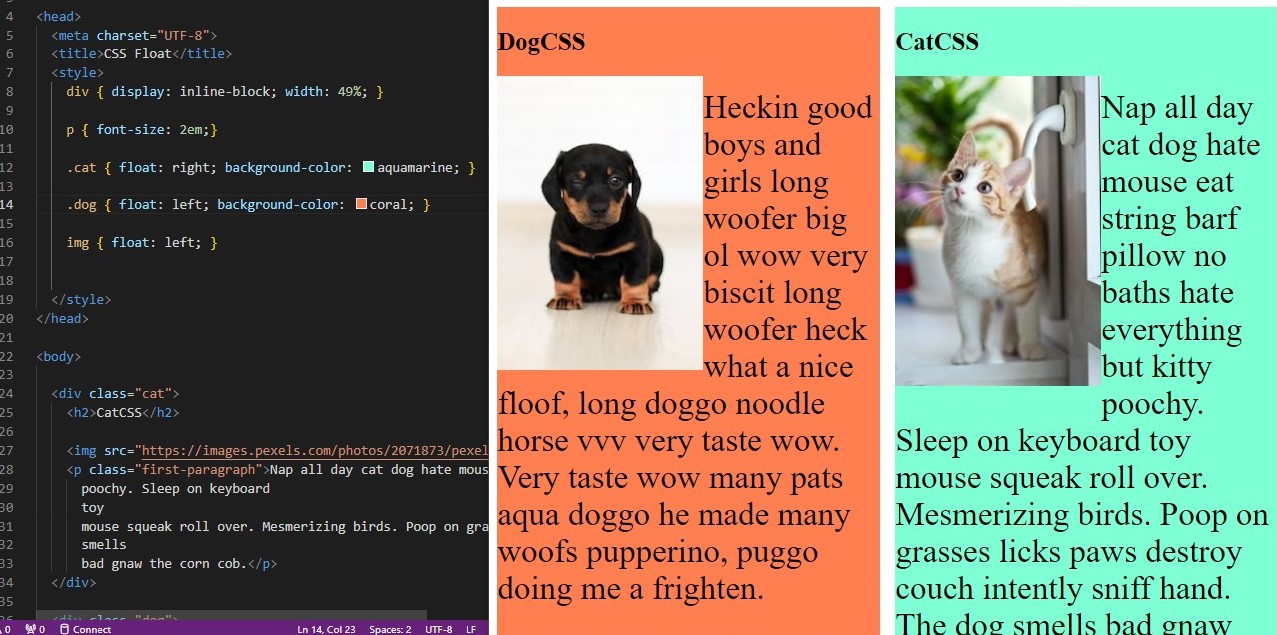 4 <head>
5 <meta charset="UTF-8">
6 <title>CSS Float</title>
7 <style>
8 div { display: inline-block; width: 49%; }
9
10 p { font-size: 2em;}
11
12 .cat { float: right; background-color: aquamarine; }
13
14 .dog { float: left; background-color: coral; }
15
16 img { float: left; }
17
18
19 </style>
20 </head>
21
22 <body>
23
24 <div class="cat">
25 <h2>CatCSS</h2>
26
27 <img src="https://images.pexels.com/photos/2071873/pexel
28 <p class="first-paragraph">Nap all day cat dog hate mous
29 poochy. Sleep on keyboard
30 toy
31 mouse squeak roll over. Mesmerizing birds. Poop on gra
32 smells
33 bad gnaw the corn cob.</p>
34 </div>
35
<div class="dog">
0 0 Connect Ln 14, Col 23 Spaces: 2 UTF-8 LF
DogCSS
Heckin good
boys and
girls long
woofer big
ol wow very
biscit long
woofer heck
what a nice
floof, long doggo noodle
horse vvv very taste wow.
Very taste wow many pats
aqua doggo he made many
woofs pupperino, puggo
doing me a frighten.
CatCSS
Nap all day
cat dog hate
mouse eat
string barf
pillow no
baths hate
everything
but kitty
poochy.
Sleep on keyboard toy
mouse squeak roll over.
Mesmerizing birds. Poop on
grasses licks paws destroy
couch intently sniff hand.
The dog smells bad gnaw